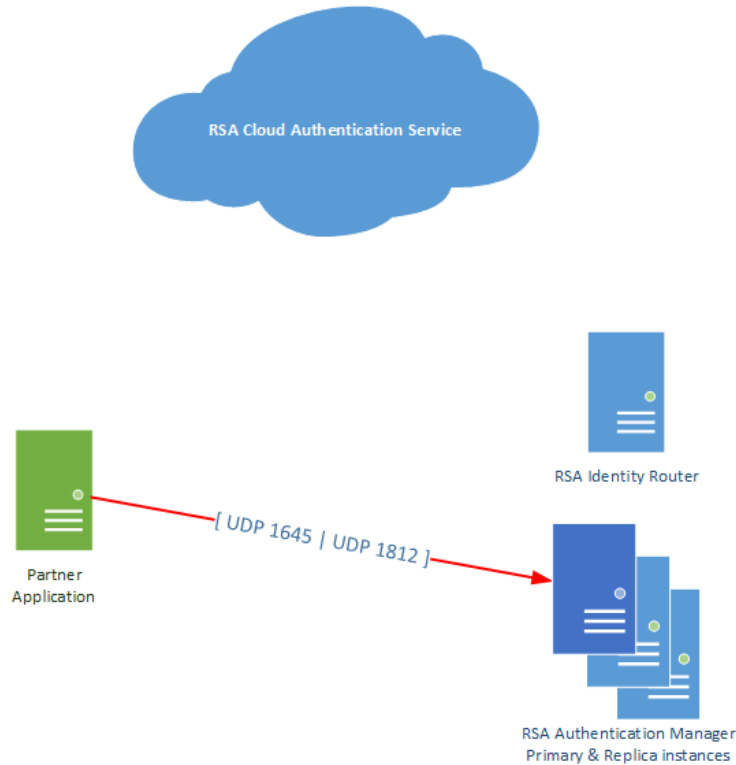 RSA Cloud Authentication Service
RSA Identity Router
[ UDP 1645 | UDP 1812 ]
Partner
Application
RSA Authentication Manager
Primary & Replica instances